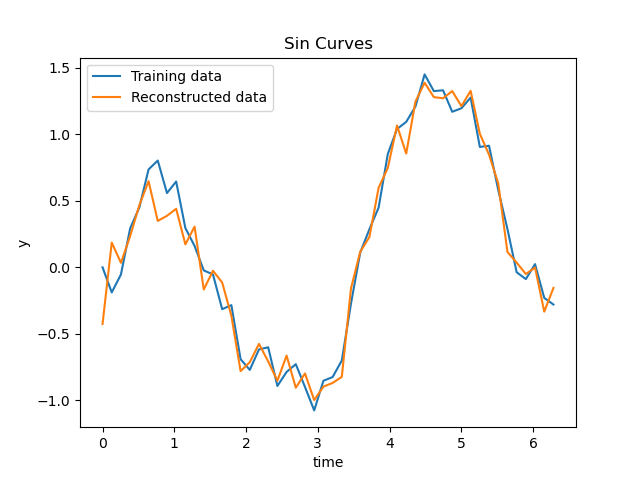 Sin Curves
Training data
Reconstructed data
1.5
1.0
0.5
0.0
−0.5
−1.0
y
0 1 2 3 4 5 6
time